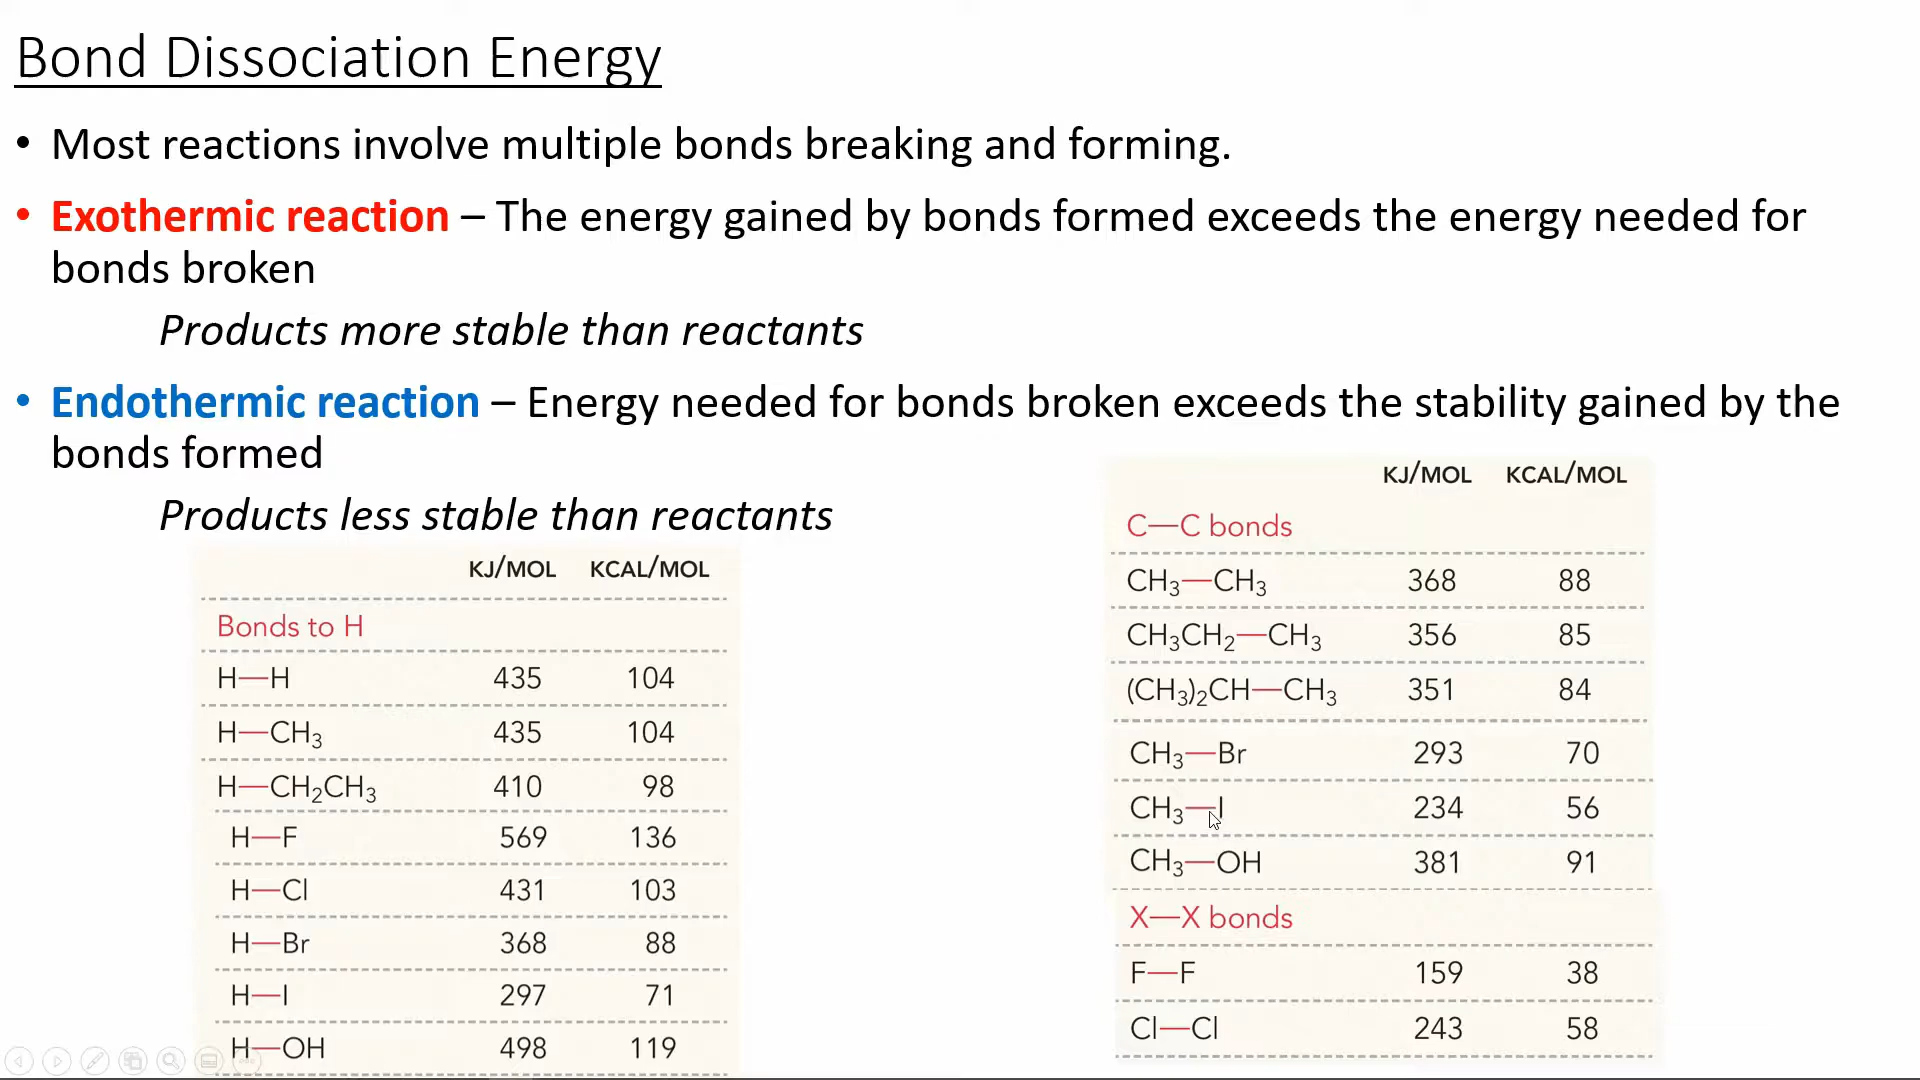 Bond Dissociation Energy
• Most reactions involve multiple bonds breaking and forming.
• Exothermic reaction – The energy gained by bonds formed exceeds the energy needed for
bonds broken
Products more stable than reactants
• Endothermic reaction – Energy needed for bonds broken exceeds the stability gained by the
bonds formed
Products less stable than reactants
KJ/MOL KCAL/MOL
Bonds to H
H—H 435 104
H—CH₃ 435 104
H—CH₂CH₃ 410 98
H—F 569 136
H—Cl 431 103
H—Br 368 88
H—I 297 71
H—OH 498 119
KJ/MOL KCAL/MOL
C—C bonds
CH₃—CH₃ 368 88
CH₃CH₂—CH₃ 356 85
(CH₃)₂CH—CH₃ 351 84
CH₃—Br 293 70
CH₃—I 234 56
CH₃—OH 381 91
X—X bonds
F—F 159 38
Cl—Cl 243 58